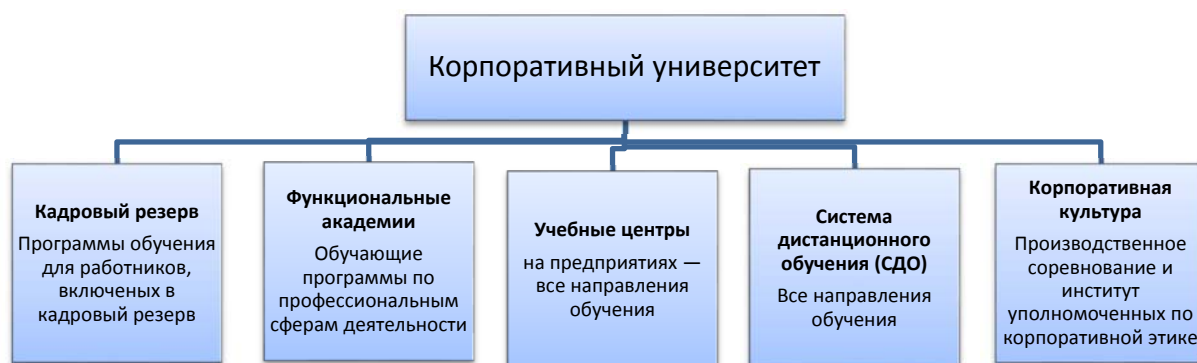 Корпоративный университет
Кадровый резерв
Программы обучения
для работников,
включеных в
кадровый резерв
Функциональные
академии
Обучающие
программы по
профессиональным
сферам деятельности
Учебные центры
на предприятиях —
все направления
обучения
Система
дистанционного
обучения (СДО)
Все направления
обучения
Корпоративная
культура
Производственное
соревнование и
институт
уполномоченных по
корпоративной этике